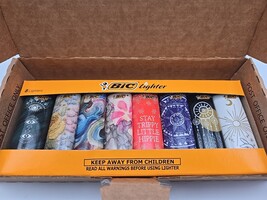 BIC Lighter
STAY
TRIPPY
LITTLE
HIPPIE
KEEP AWAY FROM CHILDREN
READ ALL WARNINGS BEFORE USING LIGHTER